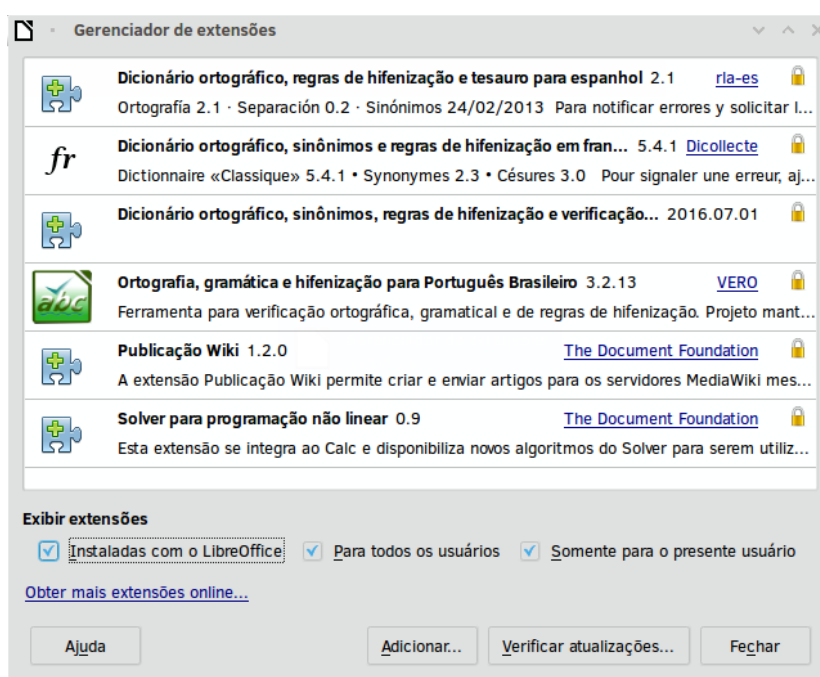 Gerenciador de extensões
Dicionário ortográfico, regras de hifenização e tesauro para espanhol 2.1 rla-es
Ortografía 2.1 · Separación 0.2 · Sinónimos 24/02/2013 Para notificar errores y solicitar l...
fr
Dicionário ortográfico, sinônimos e regras de hifenização em fran... 5.4.1 Dicollecte
Dictionnaire «Classique» 5.4.1 • Synonymes 2.3 • Césures 3.0 Pour signaler une erreur, aj...
Dicionário ortográfico, sinônimos, regras de hifenização e verificação... 2016.07.01
abc
Ortografia, gramática e hifenização para Português Brasileiro 3.2.13 VERO
Ferramenta para verificação ortográfica, gramatical e de regras de hifenização. Projeto mant...
Publicação Wiki 1.2.0 The Document Foundation
A extensão Publicação Wiki permite criar e enviar artigos para os servidores MediaWiki mes...
Solver para programação não linear 0.9 The Document Foundation
Esta extensão se integra ao Calc e disponibiliza novos algoritmos do Solver para serem utiliz...
Exibir extensões
Instaladas com o LibreOffice Para todos os usuários Somente para o presente usuário
Obter mais extensões online...
Ajuda Adicionar... Verificar atualizações... Fechar